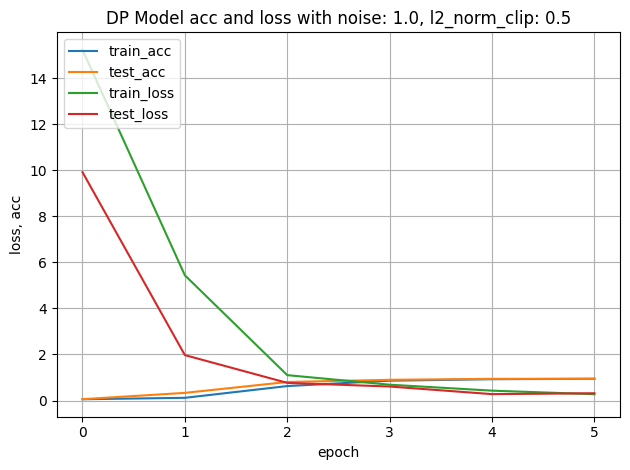 DP Model acc and loss with noise: 1.0, l2_norm_clip: 0.5
train_acc
test_acc
train_loss
test_loss
14
12
10
8
6
4
2
0
loss, acc
0 1 2 3 4 5
epoch